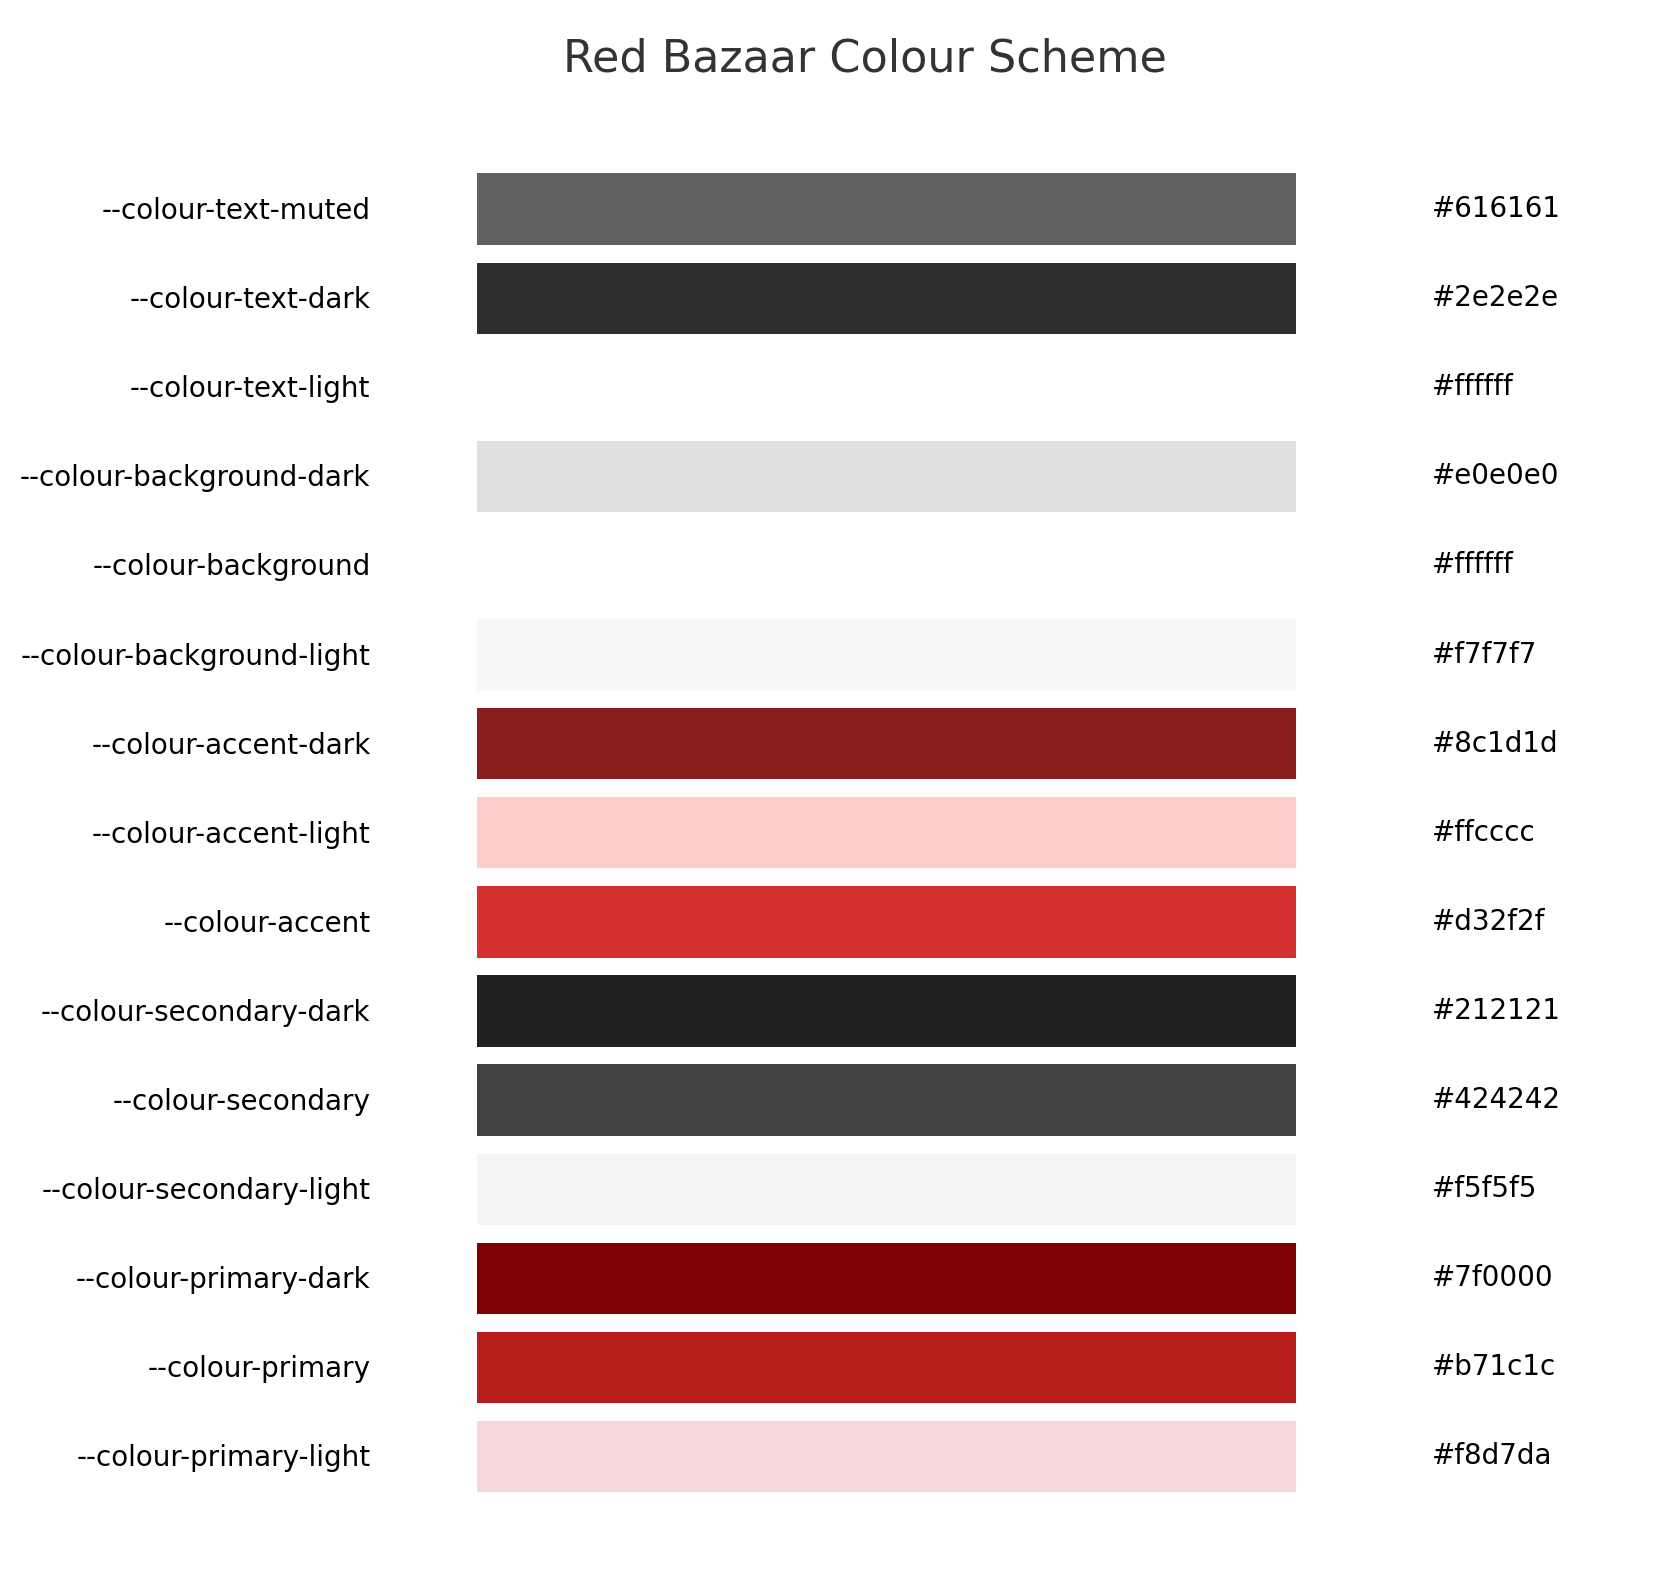 Red Bazaar Colour Scheme
--colour-text-muted #616161
--colour-text-dark #2e2e2e
--colour-text-light #ffffff
--colour-background-dark #e0e0e0
--colour-background #ffffff
--colour-background-light #f7f7f7
--colour-accent-dark #8c1d1d
--colour-accent-light #ffcccc
--colour-accent #d32f2f
--colour-secondary-dark #212121
--colour-secondary #424242
--colour-secondary-light #f5f5f5
--colour-primary-dark #7f0000
--colour-primary #b71c1c
--colour-primary-light #f8d7da